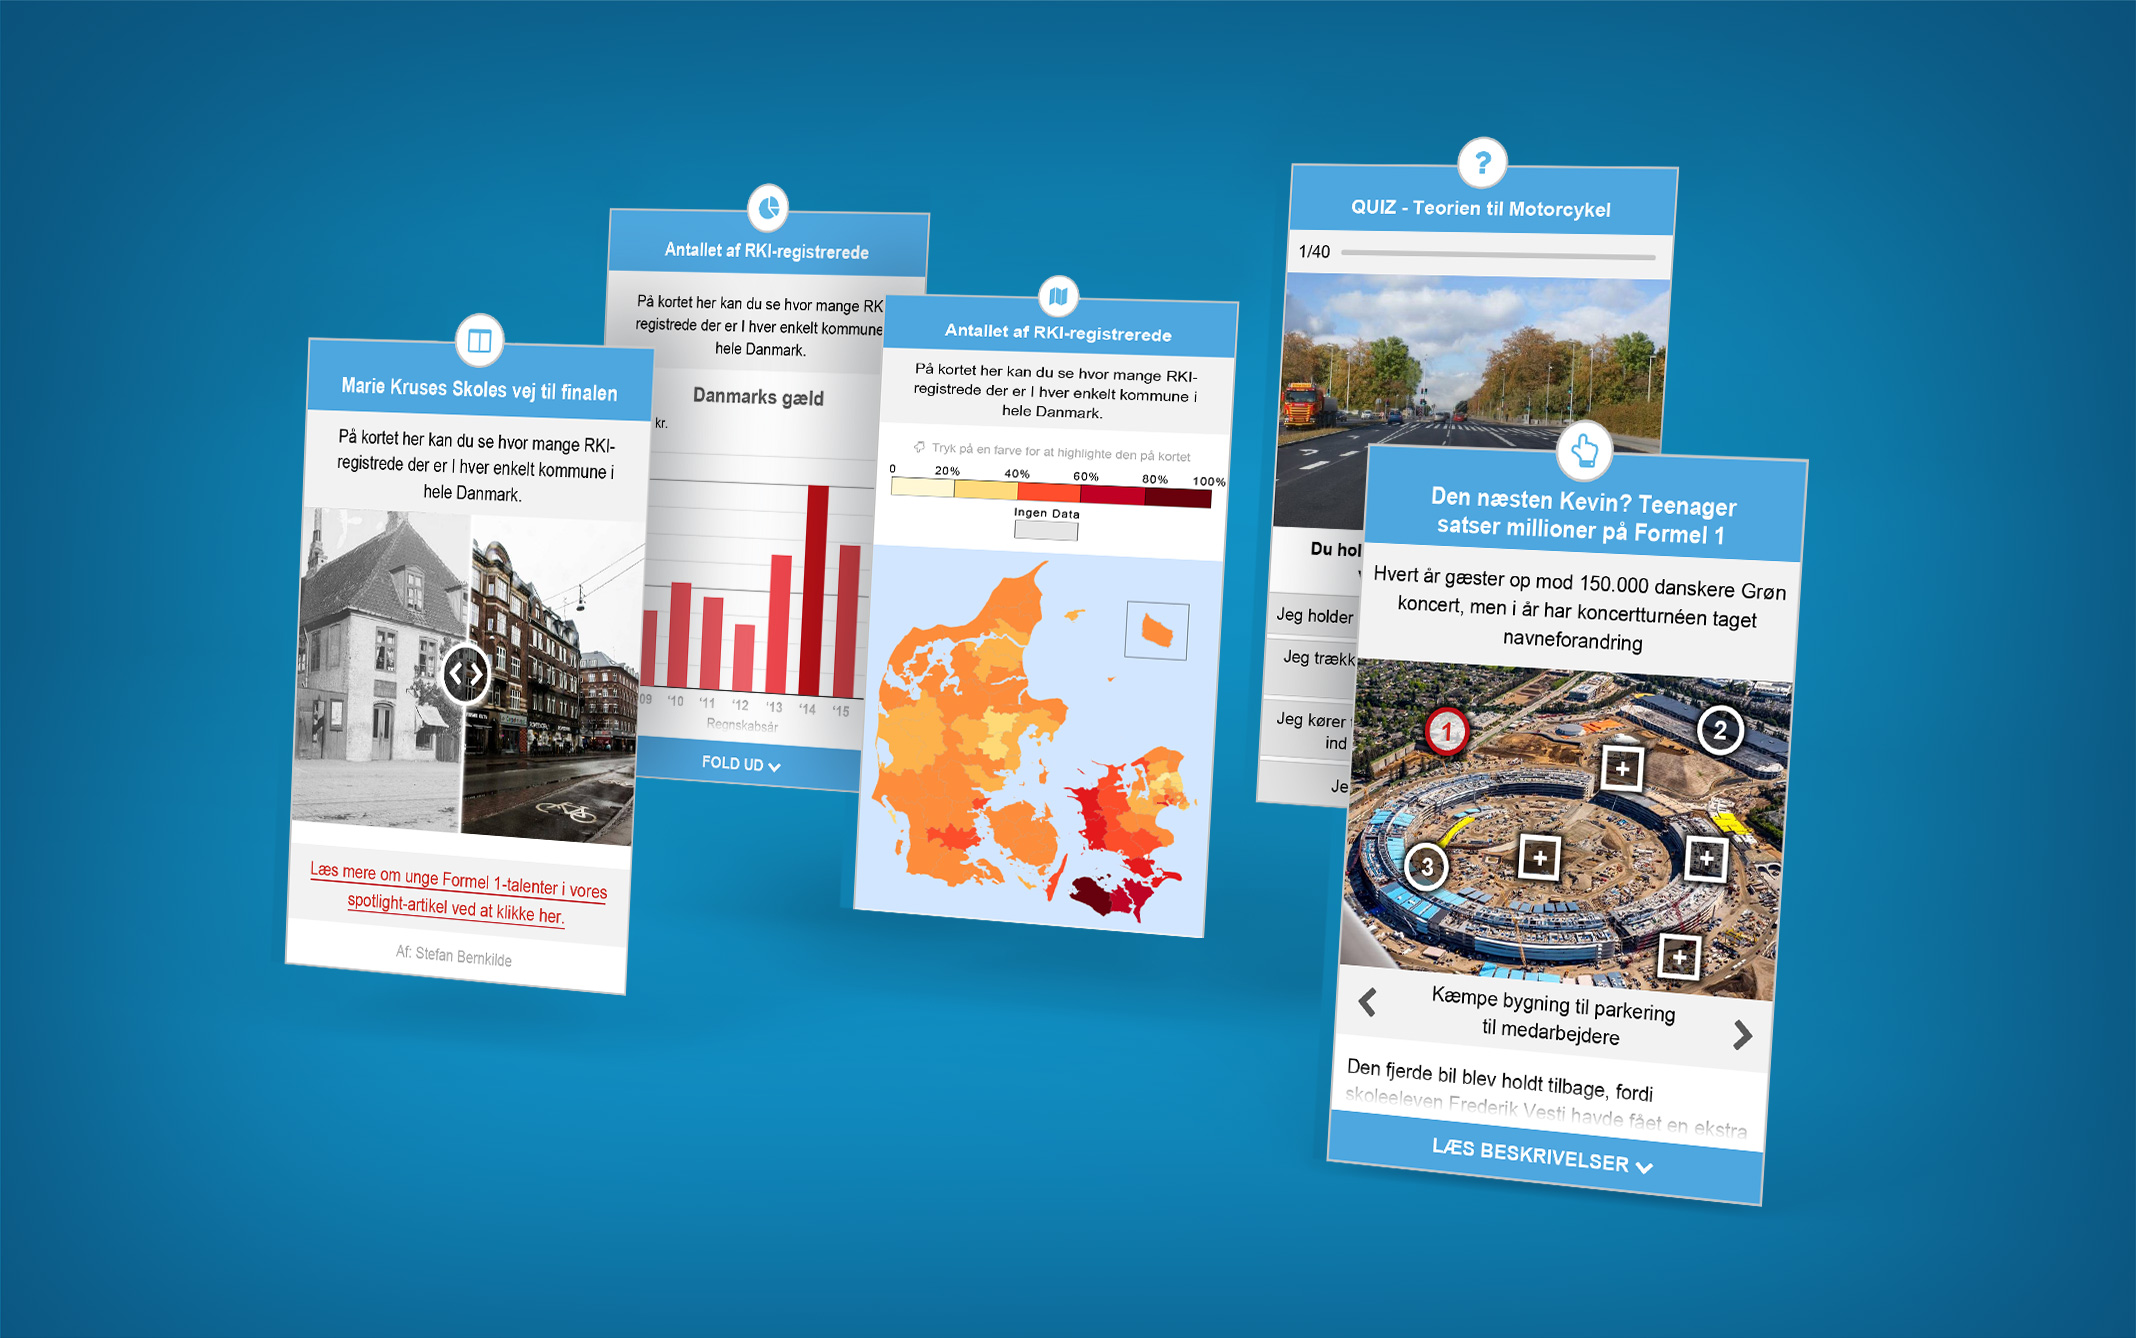 Marie Kruses Skoles vej til finalen
På kortet her kan du se hvor mange RKI-
registrede der er I hver enkelt kommune i
hele Danmark.
Læs mere om unge Formel 1-talenter i vores
spotlight-artikel ved at klikke her.
Af: Stefan Bernkilde
Antallet af RKI-registrerede
På kortet her kan du se hvor mange RK
registrede der er I hver enkelt kommune
hele Danmark.
Danmarks gæld
kr.
09 '10 '11 '12 '13 '14 '15
Regnskabsår
FOLD UD
Antallet af RKI-registrerede
På kortet her kan du se hvor mange RKI-
registrede der er I hver enkelt kommune i
hele Danmark.
Tryk på en farve for at highlighte den på kortet
0 20% 40% 60% 80% 100%
Ingen Data
QUIZ - Teorien til Motorcykel
1/40
Du hol
Jeg holder
Jeg trækk
Jeg kører
ind
Je
Den næsten Kevin? Teenager
satser millioner på Formel 1
Hvert år gæster op mod 150.000 danskere Grøn
koncert, men i år har koncertturnéen taget
navneforandring
1
2
3
Kæmpe bygning til parkering
til medarbejdere
Den fjerde bil blev holdt tilbage, fordi
skoleeleven Frederik Vesti havde fået en ekstra
LÆS BESKRIVELSER